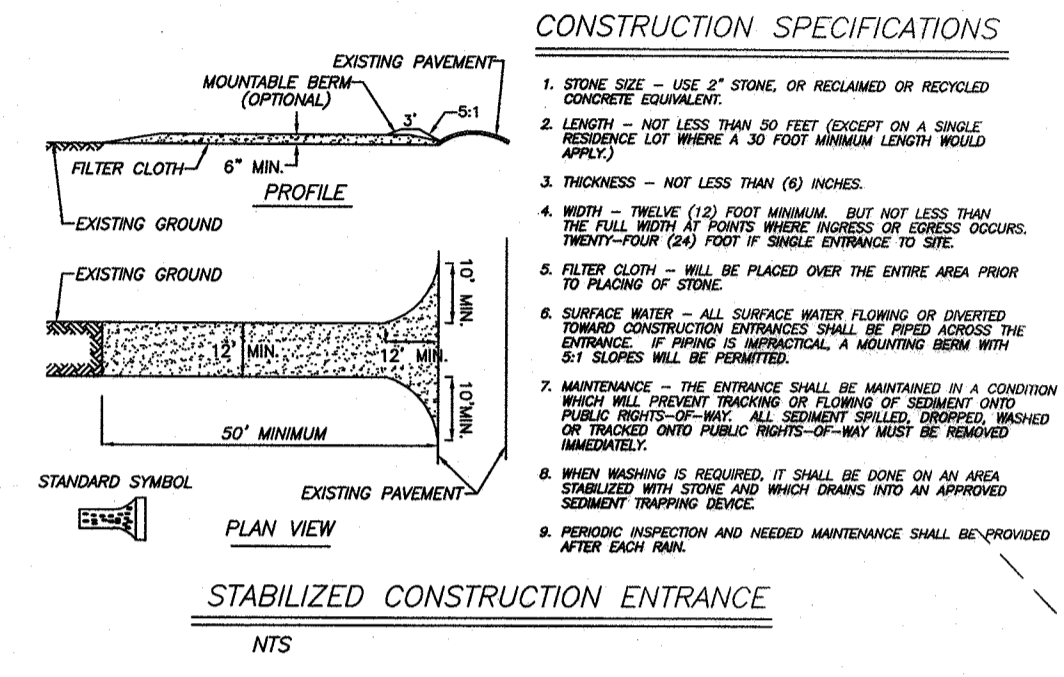 CONSTRUCTION SPECIFICATIONS
1. STONE SIZE – USE 2" STONE, OR RECLAIMED OR RECYCLED
CONCRETE EQUIVALENT.
2. LENGTH – NOT LESS THAN 50 FEET (EXCEPT ON A SINGLE
RESIDENCE LOT WHERE A 30 FOOT MINIMUM LENGTH WOULD
APPLY.)
3. THICKNESS – NOT LESS THAN (6) INCHES.
4. WIDTH – TWELVE (12) FOOT MINIMUM. BUT NOT LESS THAN
THE FULL WIDTH AT POINTS WHERE INGRESS OR EGRESS OCCURS.
TWENTY–FOUR (24) FOOT IF SINGLE ENTRANCE TO SITE.
5. FILTER CLOTH – WILL BE PLACED OVER THE ENTIRE AREA PRIOR
TO PLACING OF STONE.
6. SURFACE WATER – ALL SURFACE WATER FLOWING OR DIVERTED
TOWARD CONSTRUCTION ENTRANCES SHALL BE PIPED ACROSS THE
ENTRANCE. IF PIPING IS IMPRACTICAL, A MOUNTING BERM WITH
5:1 SLOPES WILL BE PERMITTED.
7. MAINTENANCE – THE ENTRANCE SHALL BE MAINTAINED IN A CONDITION
WHICH WILL PREVENT TRACKING OR FLOWING OF SEDIMENT ONTO
PUBLIC RIGHTS–OF–WAY. ALL SEDIMENT SPILLED, DROPPED, WASHED
OR TRACKED ONTO PUBLIC RIGHTS–OF–WAY MUST BE REMOVED
IMMEDIATELY.
8. WHEN WASHING IS REQUIRED, IT SHALL BE DONE ON AN AREA
STABILIZED WITH STONE AND WHICH DRAINS INTO AN APPROVED
SEDIMENT TRAPPING DEVICE.
9. PERIODIC INSPECTION AND NEEDED MAINTENANCE SHALL BE PROVIDED
AFTER EACH RAIN.
EXISTING PAVEMENT
MOUNTABLE BERM
(OPTIONAL)
3'
5:1
FILTER CLOTH
6" MIN.
PROFILE
EXISTING GROUND
EXISTING GROUND
10' MIN.
12' MIN.
12' MIN.
10'MIN.
50' MINIMUM
STANDARD SYMBOL
EXISTING PAVEMENT
PLAN VIEW
STABILIZED CONSTRUCTION ENTRANCE
NTS